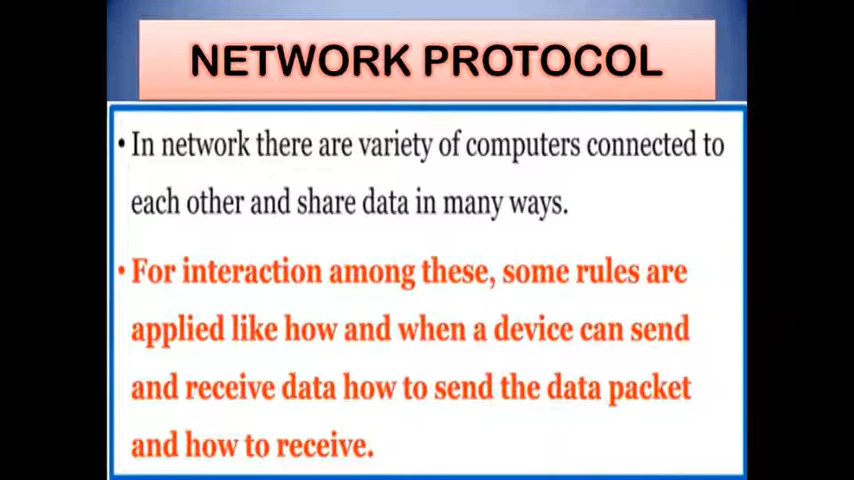 NETWORK PROTOCOL
• In network there are variety of computers connected to
each other and share data in many ways.
• For interaction among these, some rules are
applied like how and when a device can send
and receive data how to send the data packet
and how to receive.